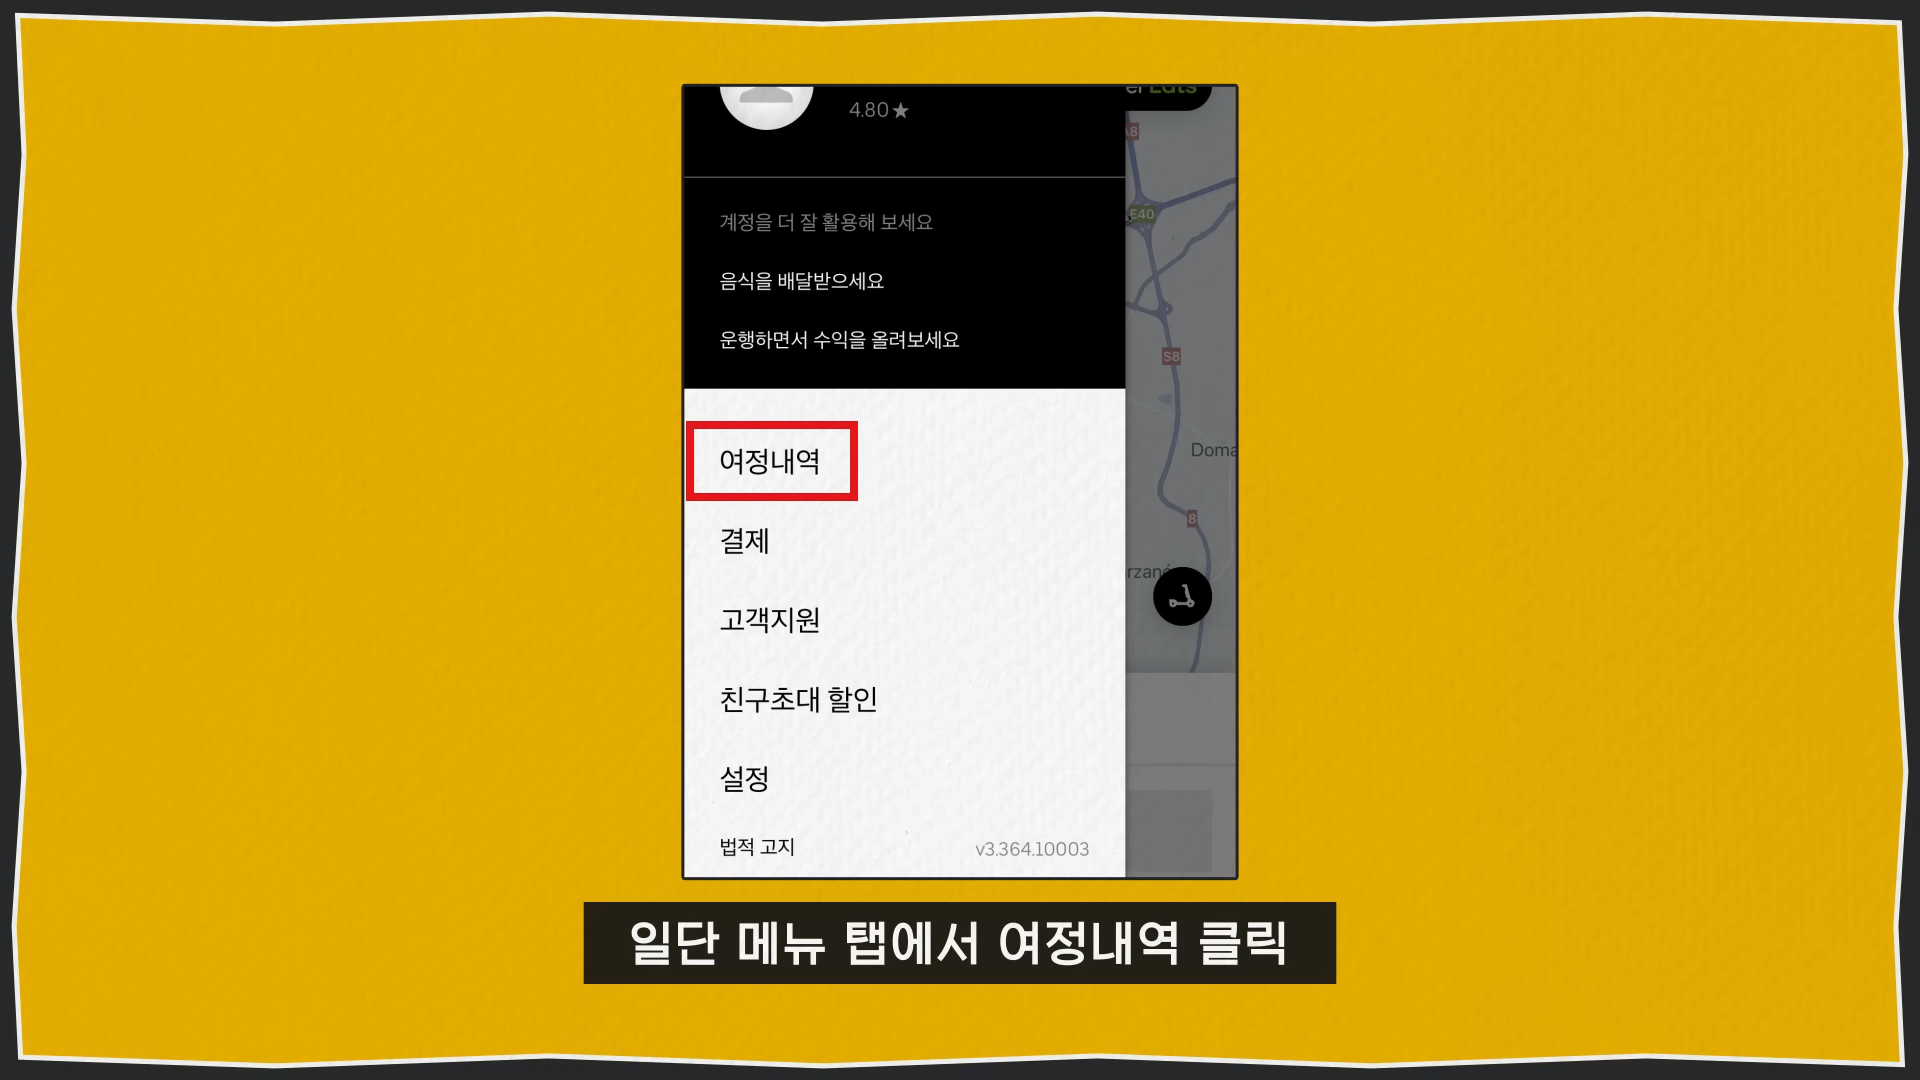 4.80★
Eats
A8
계정을 더 잘 활용해 보세요
E40
음식을 배달받으세요
운행하면서 수익을 올려보세요
S8
여정내역
8
결제
고객지원
친구초대 할인
설정
법적 고지 v3.364.10003
일단 메뉴 탭에서 여정내역 클릭